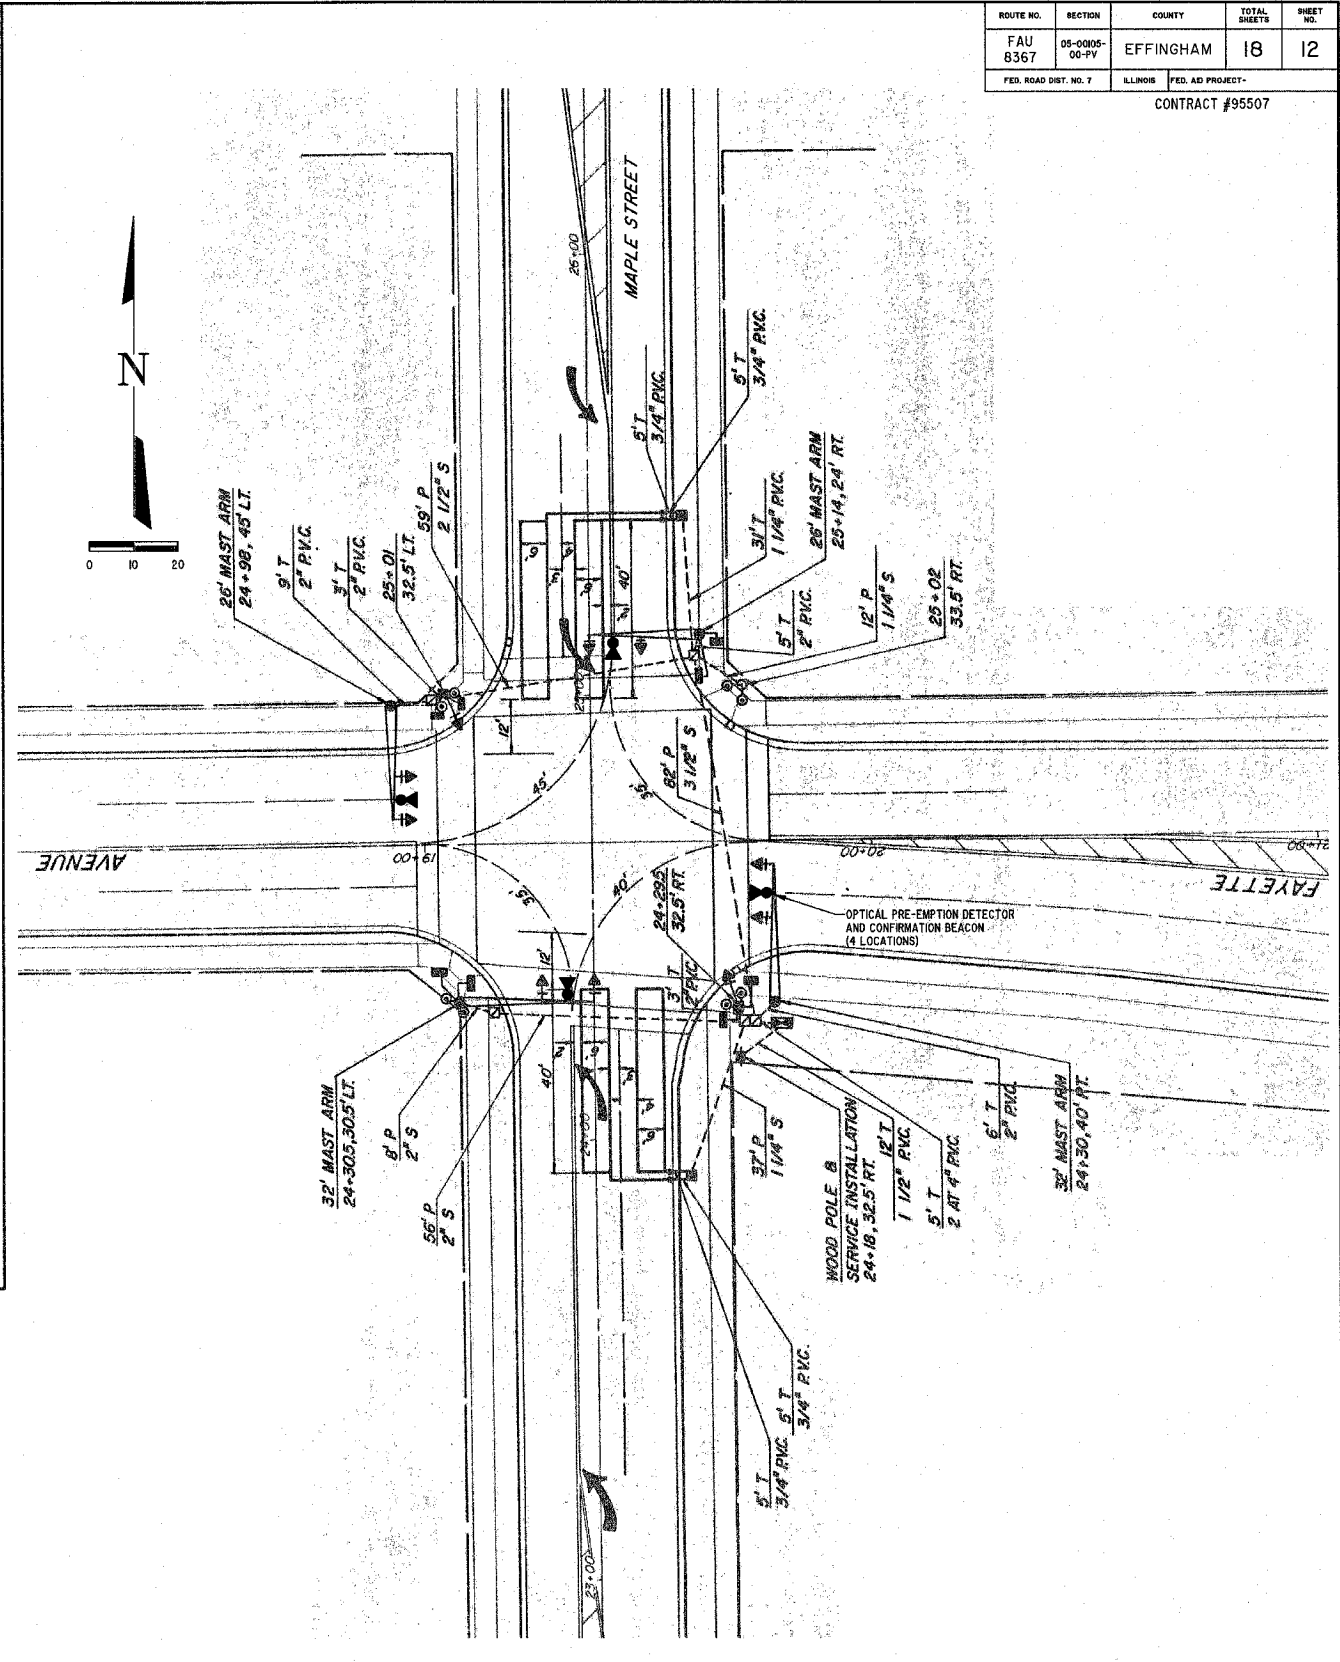 ROUTE NO.
SECTION
COUNTY
TOTAL SHEETS
SHEET NO.
FAU 8367
05-00105-00-PV
EFFINGHAM
18
12
FED. ROAD DIST. NO. 7
ILLINOIS
FED. AID PROJECT-
CONTRACT #95507
N
0 10 20
MAPLE STREET
26+00
5' T
3/4" P.V.C.
5' T
3/4" P.V.C.
26' MAST ARM
24+98, 45' LT.
9' T
2" P.V.C.
3' T
2" P.V.C.
25+01
32.5' LT.
59' P
2 1/2" S
40'
31' T
1 1/4" P.V.C.
26' MAST ARM
25+14, 24' RT.
5' T
2" P.V.C.
12' P
1 1/4" S
25+02
33.5' RT.
25+00
12'
45'
35'
82' P
3 1/2" S
AVENUE
19+00
20+00
21+00
FAYETTE
35'
40'
24+29.5
32.5' RT.
OPTICAL PRE-EMPTION DETECTOR
AND CONFIRMATION BEACON
(4 LOCATIONS)
12'
3' T
2" P.V.C.
40'
32' MAST ARM
24+30.5, 30.5' LT.
8' P
2" S
56' P
2" S
24+00
37' P
1 1/4" S
WOOD POLE &
SERVICE INSTALLATION
24+18, 32.5' RT.
12' T
1 1/2" P.V.C.
5' T
2 AT 4" P.V.C.
6' T
2" P.V.C.
32' MAST ARM
24+30, 40' RT.
5' T
3/4" P.V.C.
5' T
3/4" P.V.C.
23+00